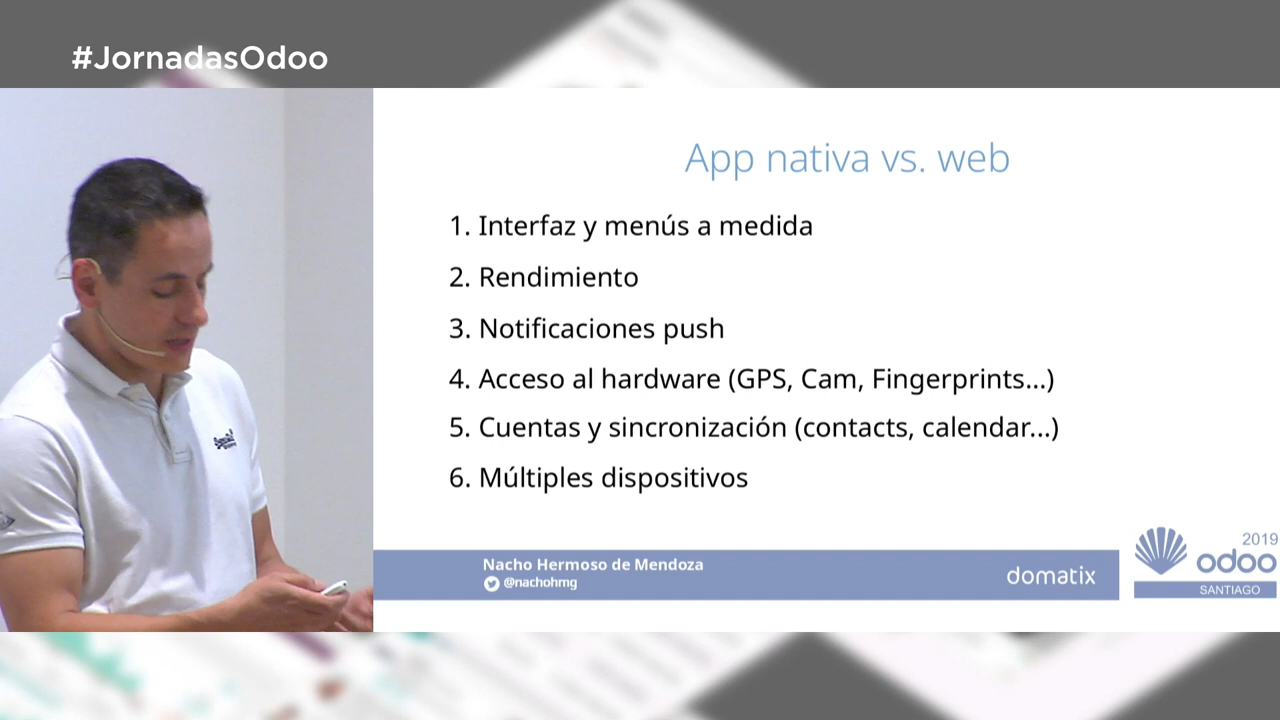 #JornadasOdoo
App nativa vs. web
1. Interfaz y menús a medida
2. Rendimiento
3. Notificaciones push
4. Acceso al hardware (GPS, Cam, Fingerprints...)
5. Cuentas y sincronización (contacts, calendar...)
6. Múltiples dispositivos
Nacho Hermoso de Mendoza
@nachohmg
domatix
2019
odoo
SANTIAGO